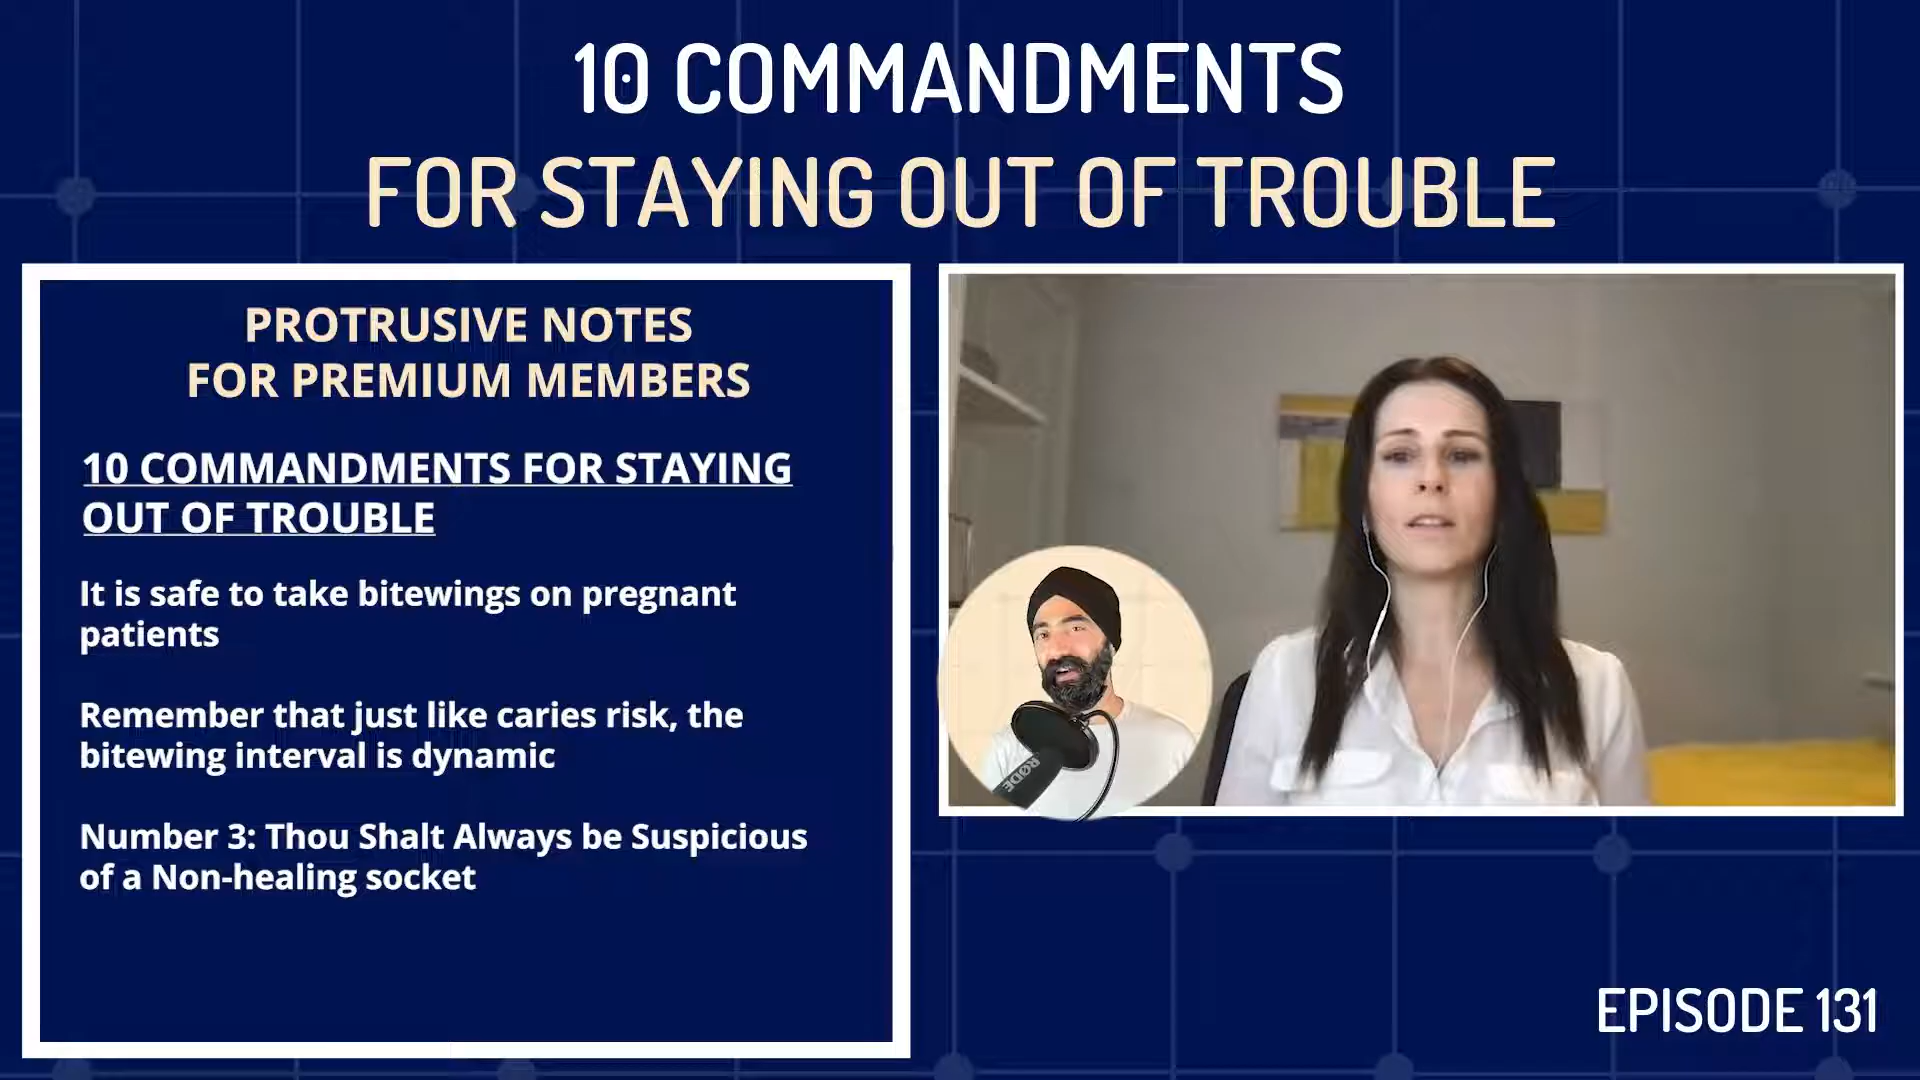 10 COMMANDMENTS
FOR STAYING OUT OF TROUBLE
PROTRUSIVE NOTES
FOR PREMIUM MEMBERS
10 COMMANDMENTS FOR STAYING
OUT OF TROUBLE
It is safe to take bitewings on pregnant
patients
Remember that just like caries risk, the
bitewing interval is dynamic
Number 3: Thou Shalt Always be Suspicious
of a Non-healing socket
RØDE
EPISODE 131